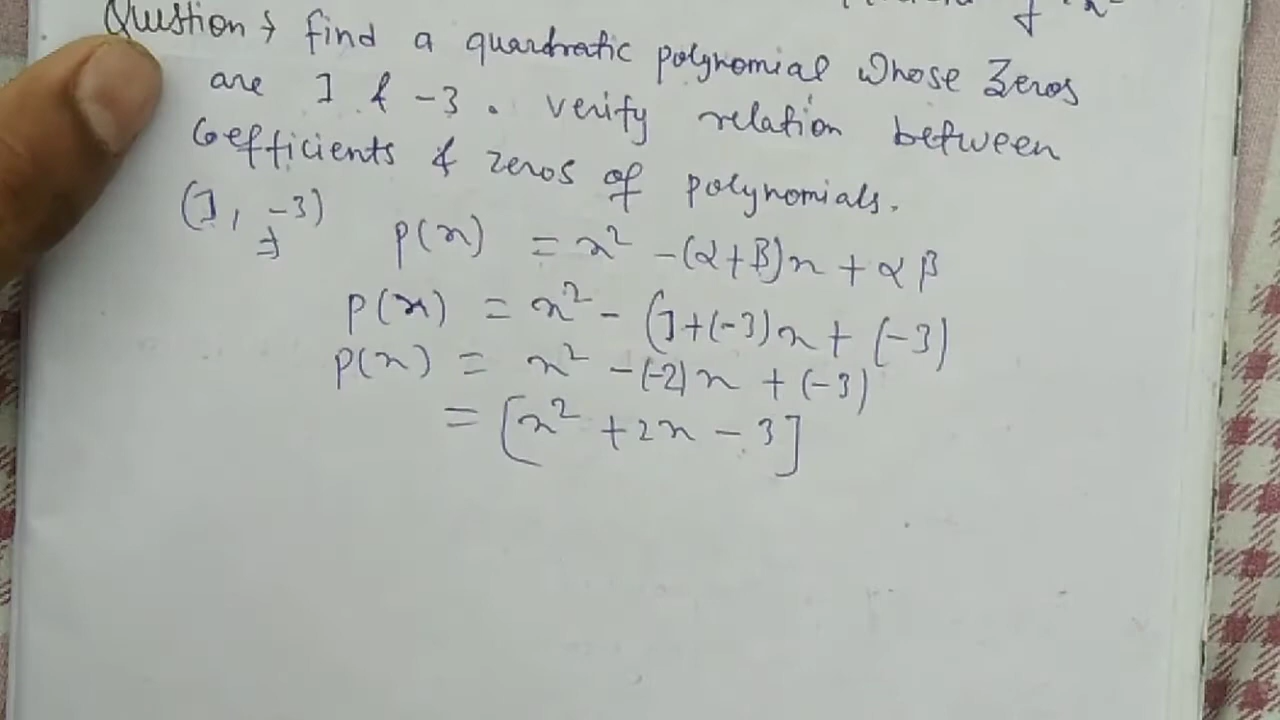 Question → find a quardratic polynomial whose zeros
are 1 & -3. verify relation between
Coefficients & zeros of polynomials.
(1, -3) p(x) = x² -(α+β)x + αβ
p(x) = x² - (1+(-3)x + (-3)
p(x) = x² -(-2)x + (-3)
= [x² + 2x - 3]